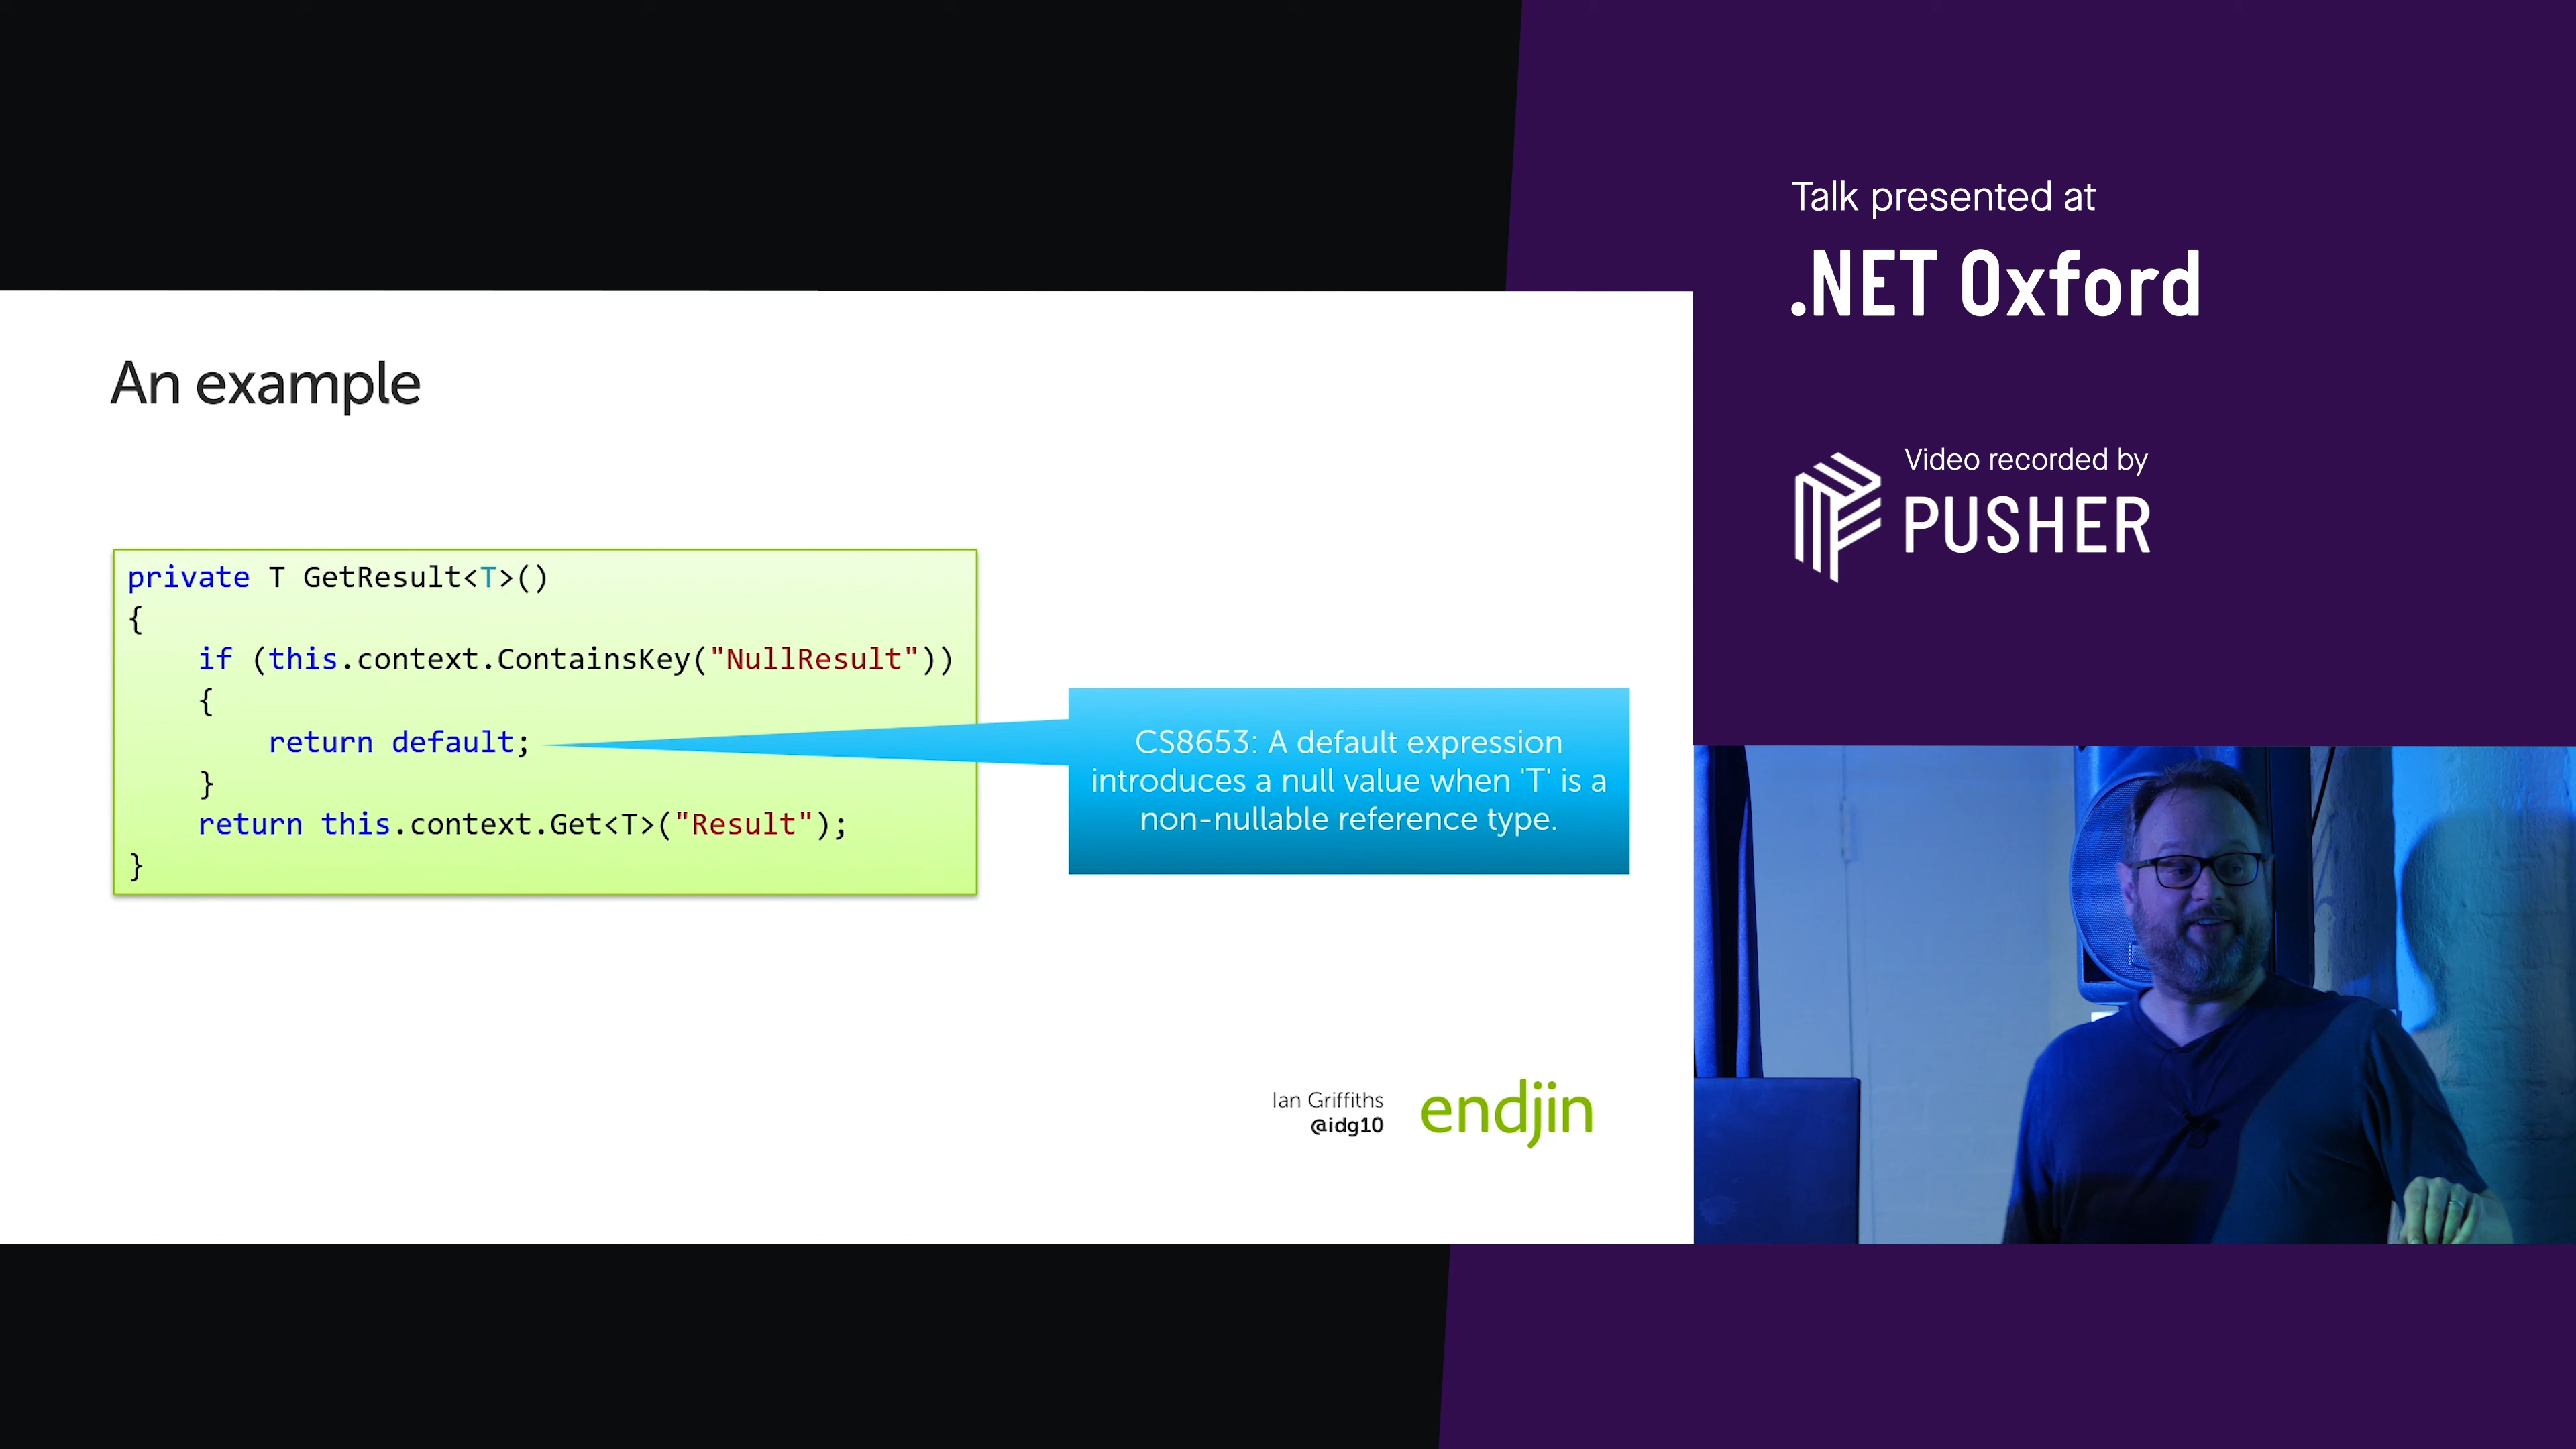 Talk presented at
.NET Oxford
Video recorded by
PUSHER
An example
private T GetResult<T>()
{
    if (this.context.ContainsKey("NullResult"))
    {
        return default;
    }
    return this.context.Get<T>("Result");
}
CS8653: A default expression
introduces a null value when 'T' is a
non-nullable reference type.
Ian Griffiths
@idg10
endjin